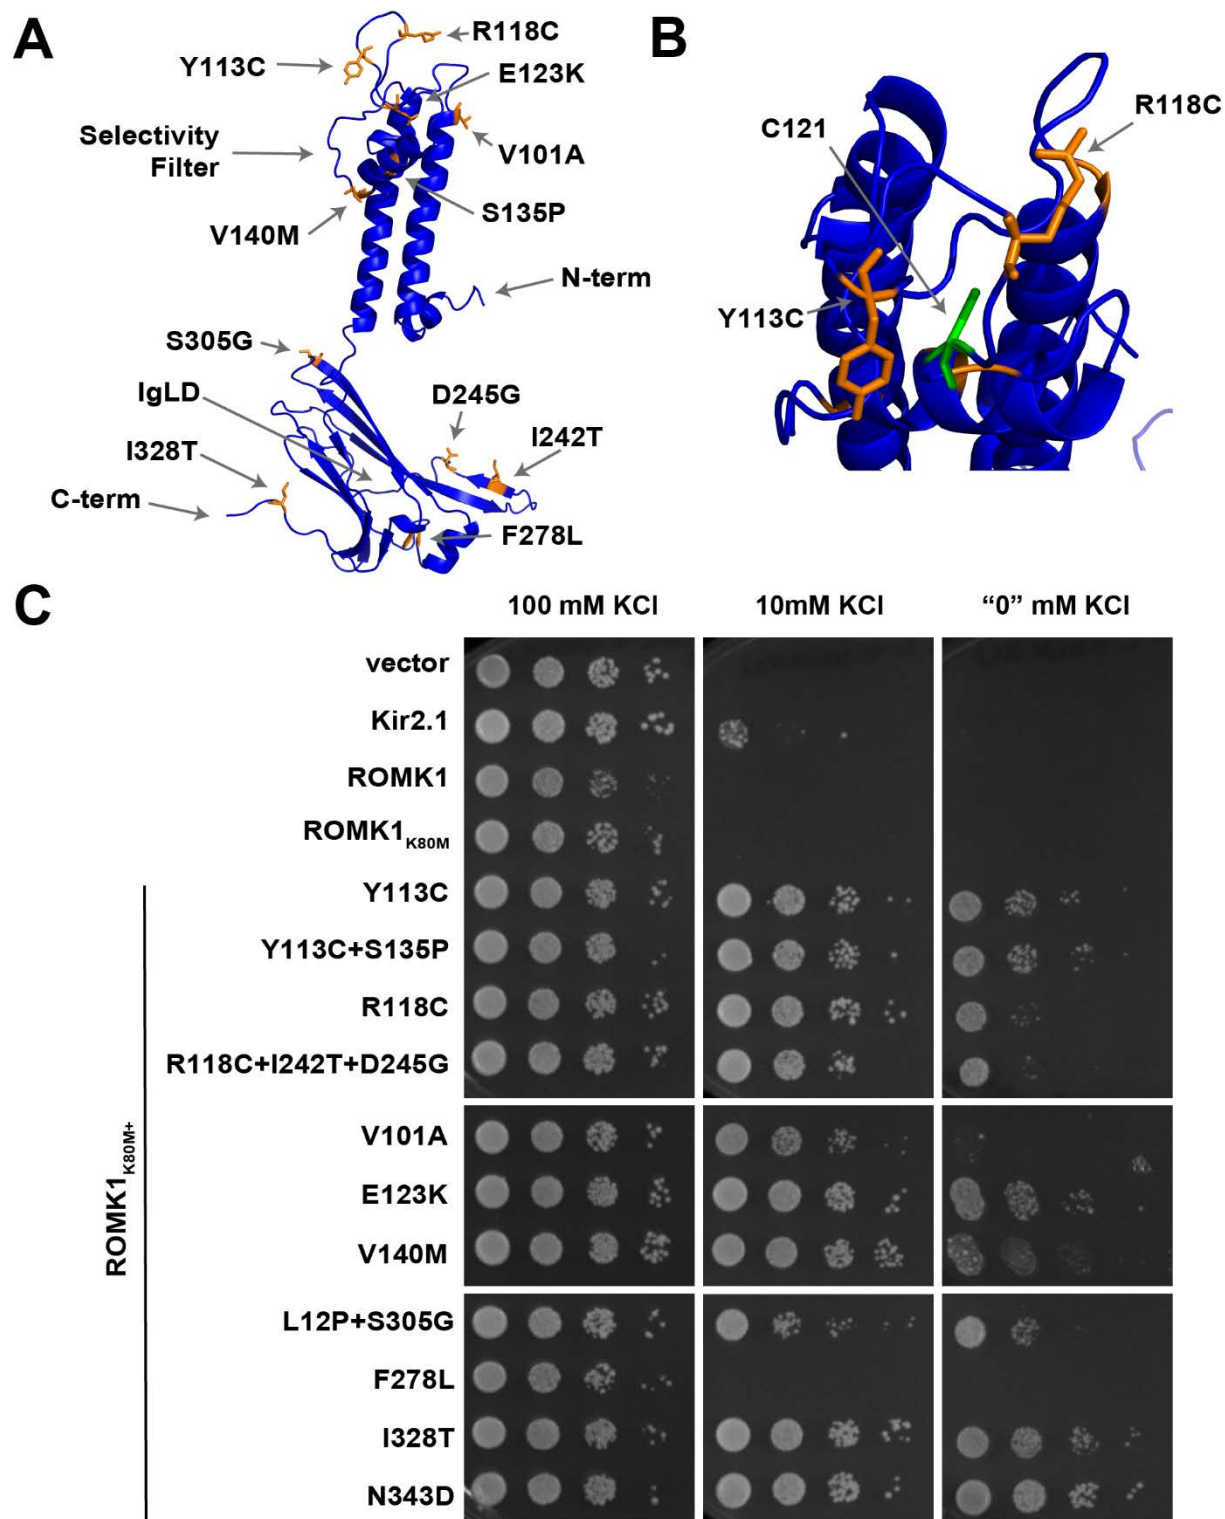 A
R118C
Y113C
E123K
Selectivity
Filter
V101A
S135P
V140M
N-term
S305G
IgLD
D245G
I328T
I242T
C-term
F278L
B
R118C
C121
Y113C
C
100 mM KCl
10mM KCl
“0” mM KCl
vector
Kir2.1
ROMK1
ROMK1K80M
Y113C
Y113C+S135P
R118C
R118C+I242T+D245G
V101A
E123K
V140M
L12P+S305G
F278L
I328T
N343D
ROMK1K80M+